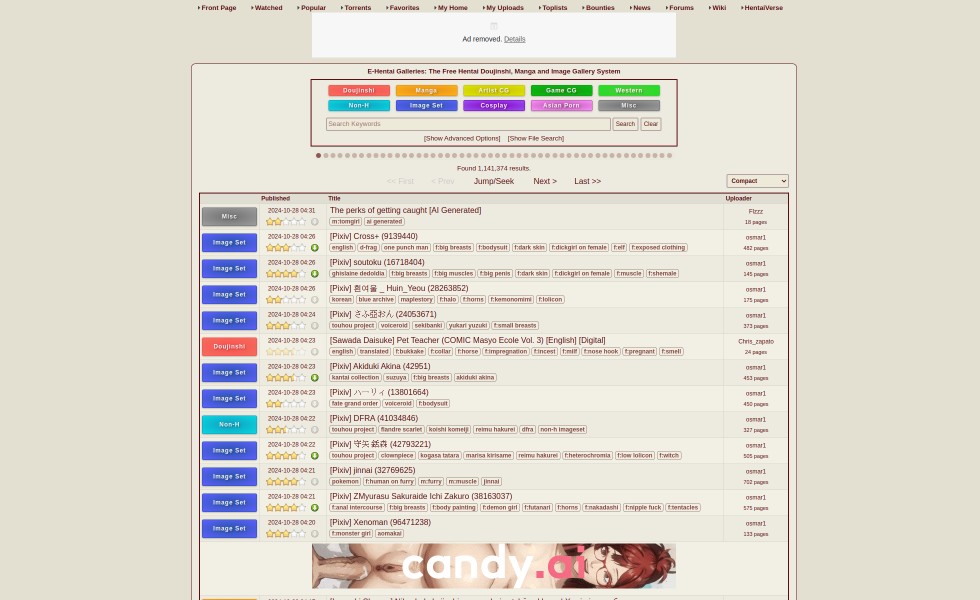 Front Page Watched Popular Torrents Favorites My Home My Uploads Toplists Bounties News Forums Wiki HentaiVerse
Ad removed. Details
E-Hentai Galleries: The Free Hentai Doujinshi, Manga and Image Gallery System
Doujinshi Manga Artist CG Game CG Western
Non-H Image Set Cosplay Asian Porn Misc
Search Keywords Search Clear
[Show Advanced Options] [Show File Search]
Found 1,141,374 results.
<< First < Prev Jump/Seek Next > Last >> Compact
Published Title Uploader
Misc 2024-10-28 04:31 The perks of getting caught [AI Generated] Flzzz
m:tomgirl ai generated 18 pages
Image Set 2024-10-28 04:26 [Pixiv] Cross+ (9139440) osmar1
english d-frag one punch man f:big breasts f:bodysuit f:dark skin f:dickgirl on female f:elf f:exposed clothing 482 pages
Image Set 2024-10-28 04:26 [Pixiv] soutoku (16718404) osmar1
ghislaine dedoldia f:big breasts f:big muscles f:big penis f:dark skin f:dickgirl on female f:muscle f:shemale 145 pages
Image Set 2024-10-28 04:26 [Pixiv] 흰여울 _ Huin_Yeou (28263852) osmar1
korean blue archive maplestory f:halo f:horns f:kemonomimi f:lolicon 175 pages
Image Set 2024-10-28 04:24 [Pixiv] さふ亞おん (24053671) osmar1
touhou project voiceroid sekibanki yukari yuzuki f:small breasts 373 pages
Doujinshi 2024-10-28 04:23 [Sawada Daisuke] Pet Teacher (COMIC Masyo Ecole Vol. 3) [English] [Digital] Chris_zapato
english translated f:bukkake f:collar f:horse f:impregnation f:incest f:milf f:nose hook f:pregnant f:smell 24 pages
Image Set 2024-10-28 04:23 [Pixiv] Akiduki Akina (42951) osmar1
kantai collection suzuya f:big breasts akiduki akina 453 pages
Image Set 2024-10-28 04:23 [Pixiv] ハーリィ (13801664) osmar1
fate grand order voiceroid f:bodysuit 450 pages
Non-H 2024-10-28 04:22 [Pixiv] DFRA (41034846) osmar1
touhou project flandre scarlet koishi komeiji reimu hakurei dfra non-h imageset 327 pages
Image Set 2024-10-28 04:22 [Pixiv] 守矢 銘森 (42793221) osmar1
touhou project clownpiece kogasa tatara marisa kirisame reimu hakurei f:heterochromia f:low lolicon f:witch 505 pages
Image Set 2024-10-28 04:21 [Pixiv] jinnai (32769625) osmar1
pokemon f:human on furry m:furry m:muscle jinnai 702 pages
Image Set 2024-10-28 04:21 [Pixiv] ZMyurasu Sakuraide Ichi Zakuro (38163037) osmar1
f:anal intercourse f:big breasts f:body painting f:demon girl f:futanari f:horns f:nakadashi f:nipple fuck f:tentacles 575 pages
Image Set 2024-10-28 04:20 [Pixiv] Xenoman (96471238) osmar1
f:monster girl aomakai 133 pages
candy.ai